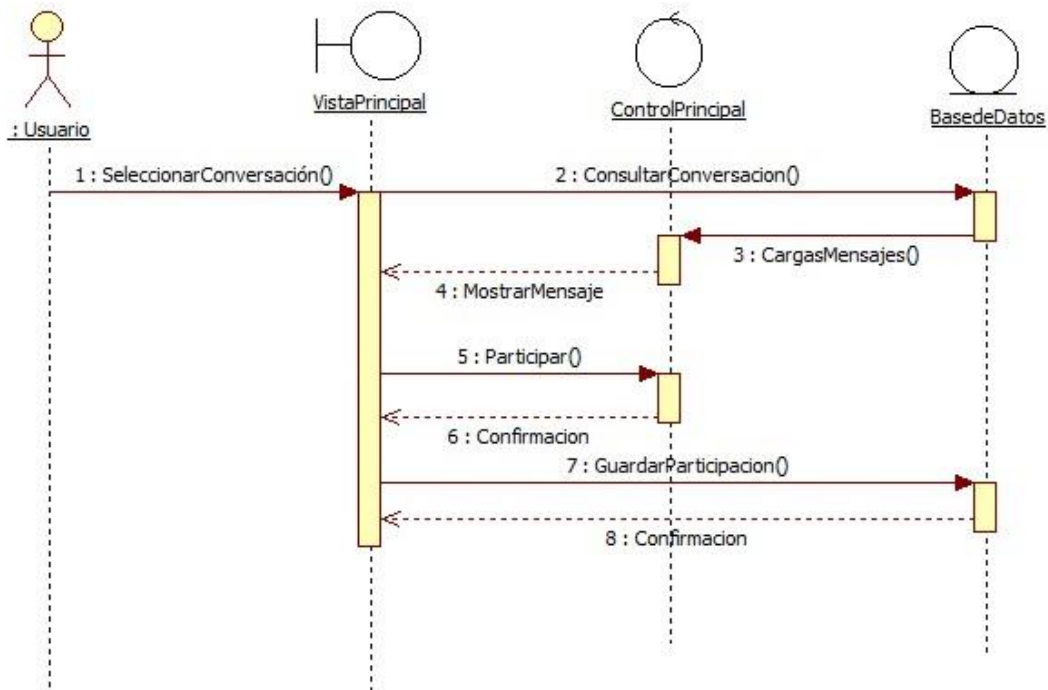 : Usuario
VistaPrincipal
ControlPrincipal
BasedeDatos
1 : SeleccionarConversación()
2 : ConsultarConversacion()
3 : CargasMensajes()
4 : MostrarMensaje
5 : Participar()
6 : Confirmacion
7 : GuardarParticipacion()
8 : Confirmacion